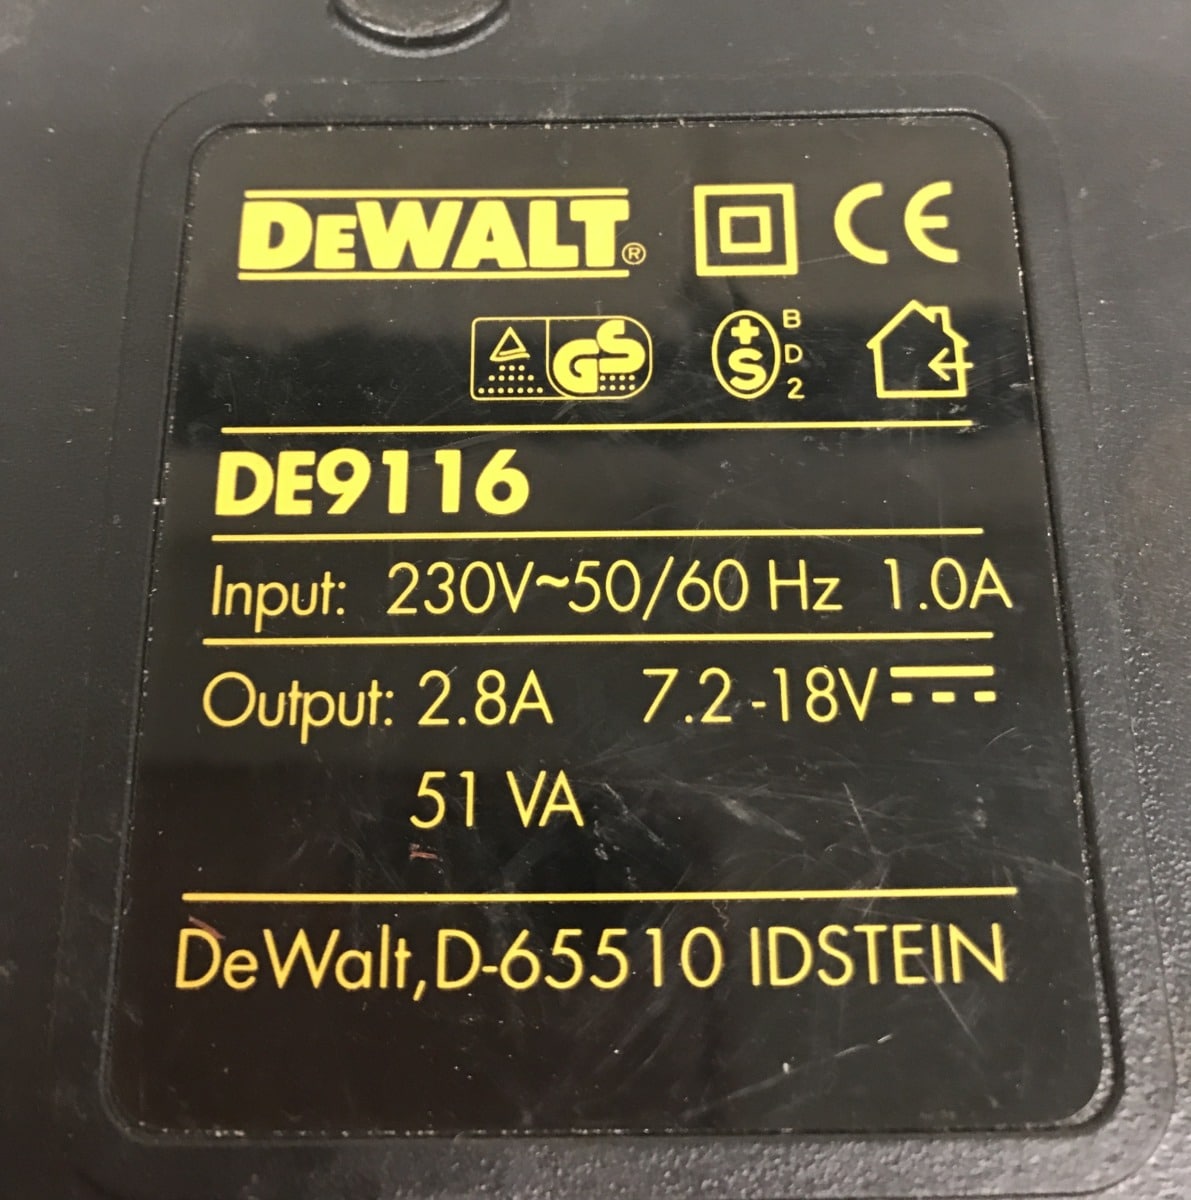 DEWALT®
CE
GS
+S B D 2
DE9116
Input: 230V~50/60 Hz 1.0A
Output: 2.8A 7.2-18V
51 VA
DeWalt,D-65510 IDSTEIN